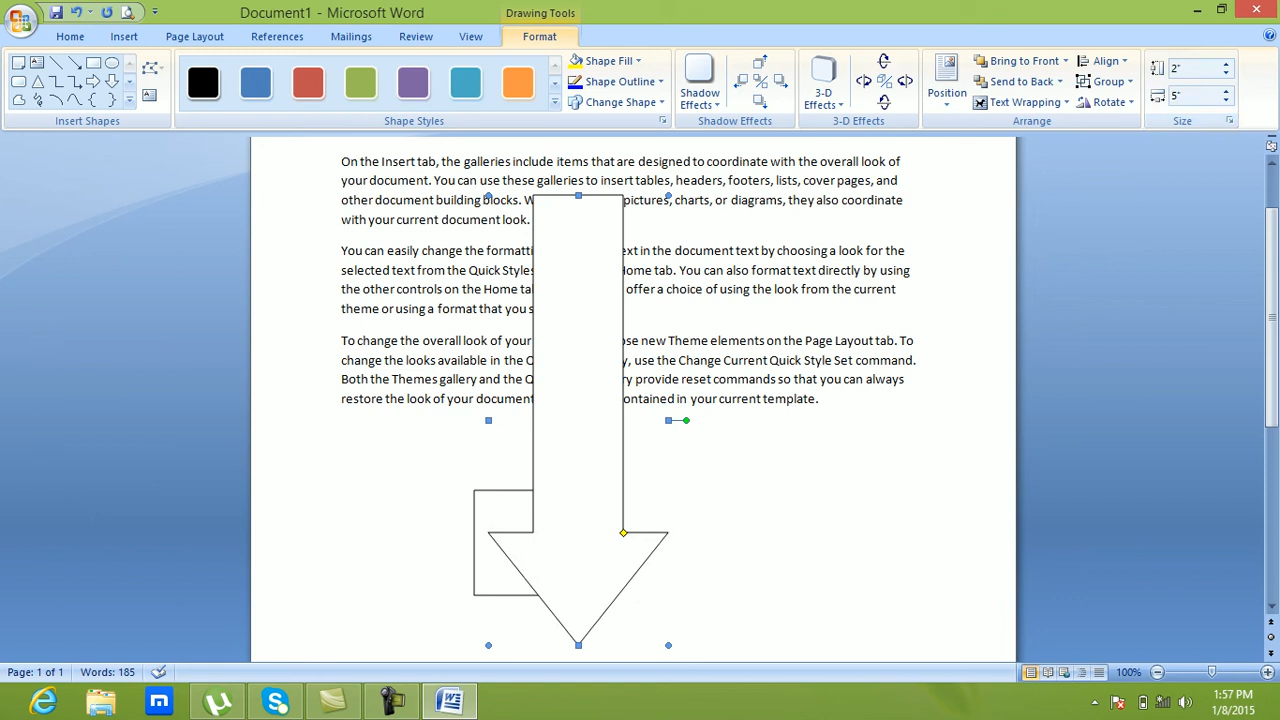 Document1 - Microsoft Word
Drawing Tools
Home Insert Page Layout References Mailings Review View Format
Shape Fill
Shape Outline
Change Shape
Shadow
Effects
3-D
Effects
Position
Bring to Front
Send to Back
Text Wrapping
Align
Group
Rotate
2"
5"
Insert Shapes Shape Styles Shadow Effects 3-D Effects Arrange Size
On the Insert tab, the galleries include items that are designed to coordinate with the overall look of
your document. You can use these galleries to insert tables, headers, footers, lists, cover pages, and
other document building blocks. W pictures, charts, or diagrams, they also coordinate
with your current document look.
You can easily change the formatti ext in the document text by choosing a look for the
selected text from the Quick Styles Home tab. You can also format text directly by using
the other controls on the Home tab offer a choice of using the look from the current
theme or using a format that you s
To change the overall look of your ose new Theme elements on the Page Layout tab. To
change the looks available in the Q y, use the Change Current Quick Style Set command.
Both the Themes gallery and the Q ry provide reset commands so that you can always
restore the look of your document ontained in your current template.
Page: 1 of 1 Words: 185 100%
1:57 PM
1/8/2015